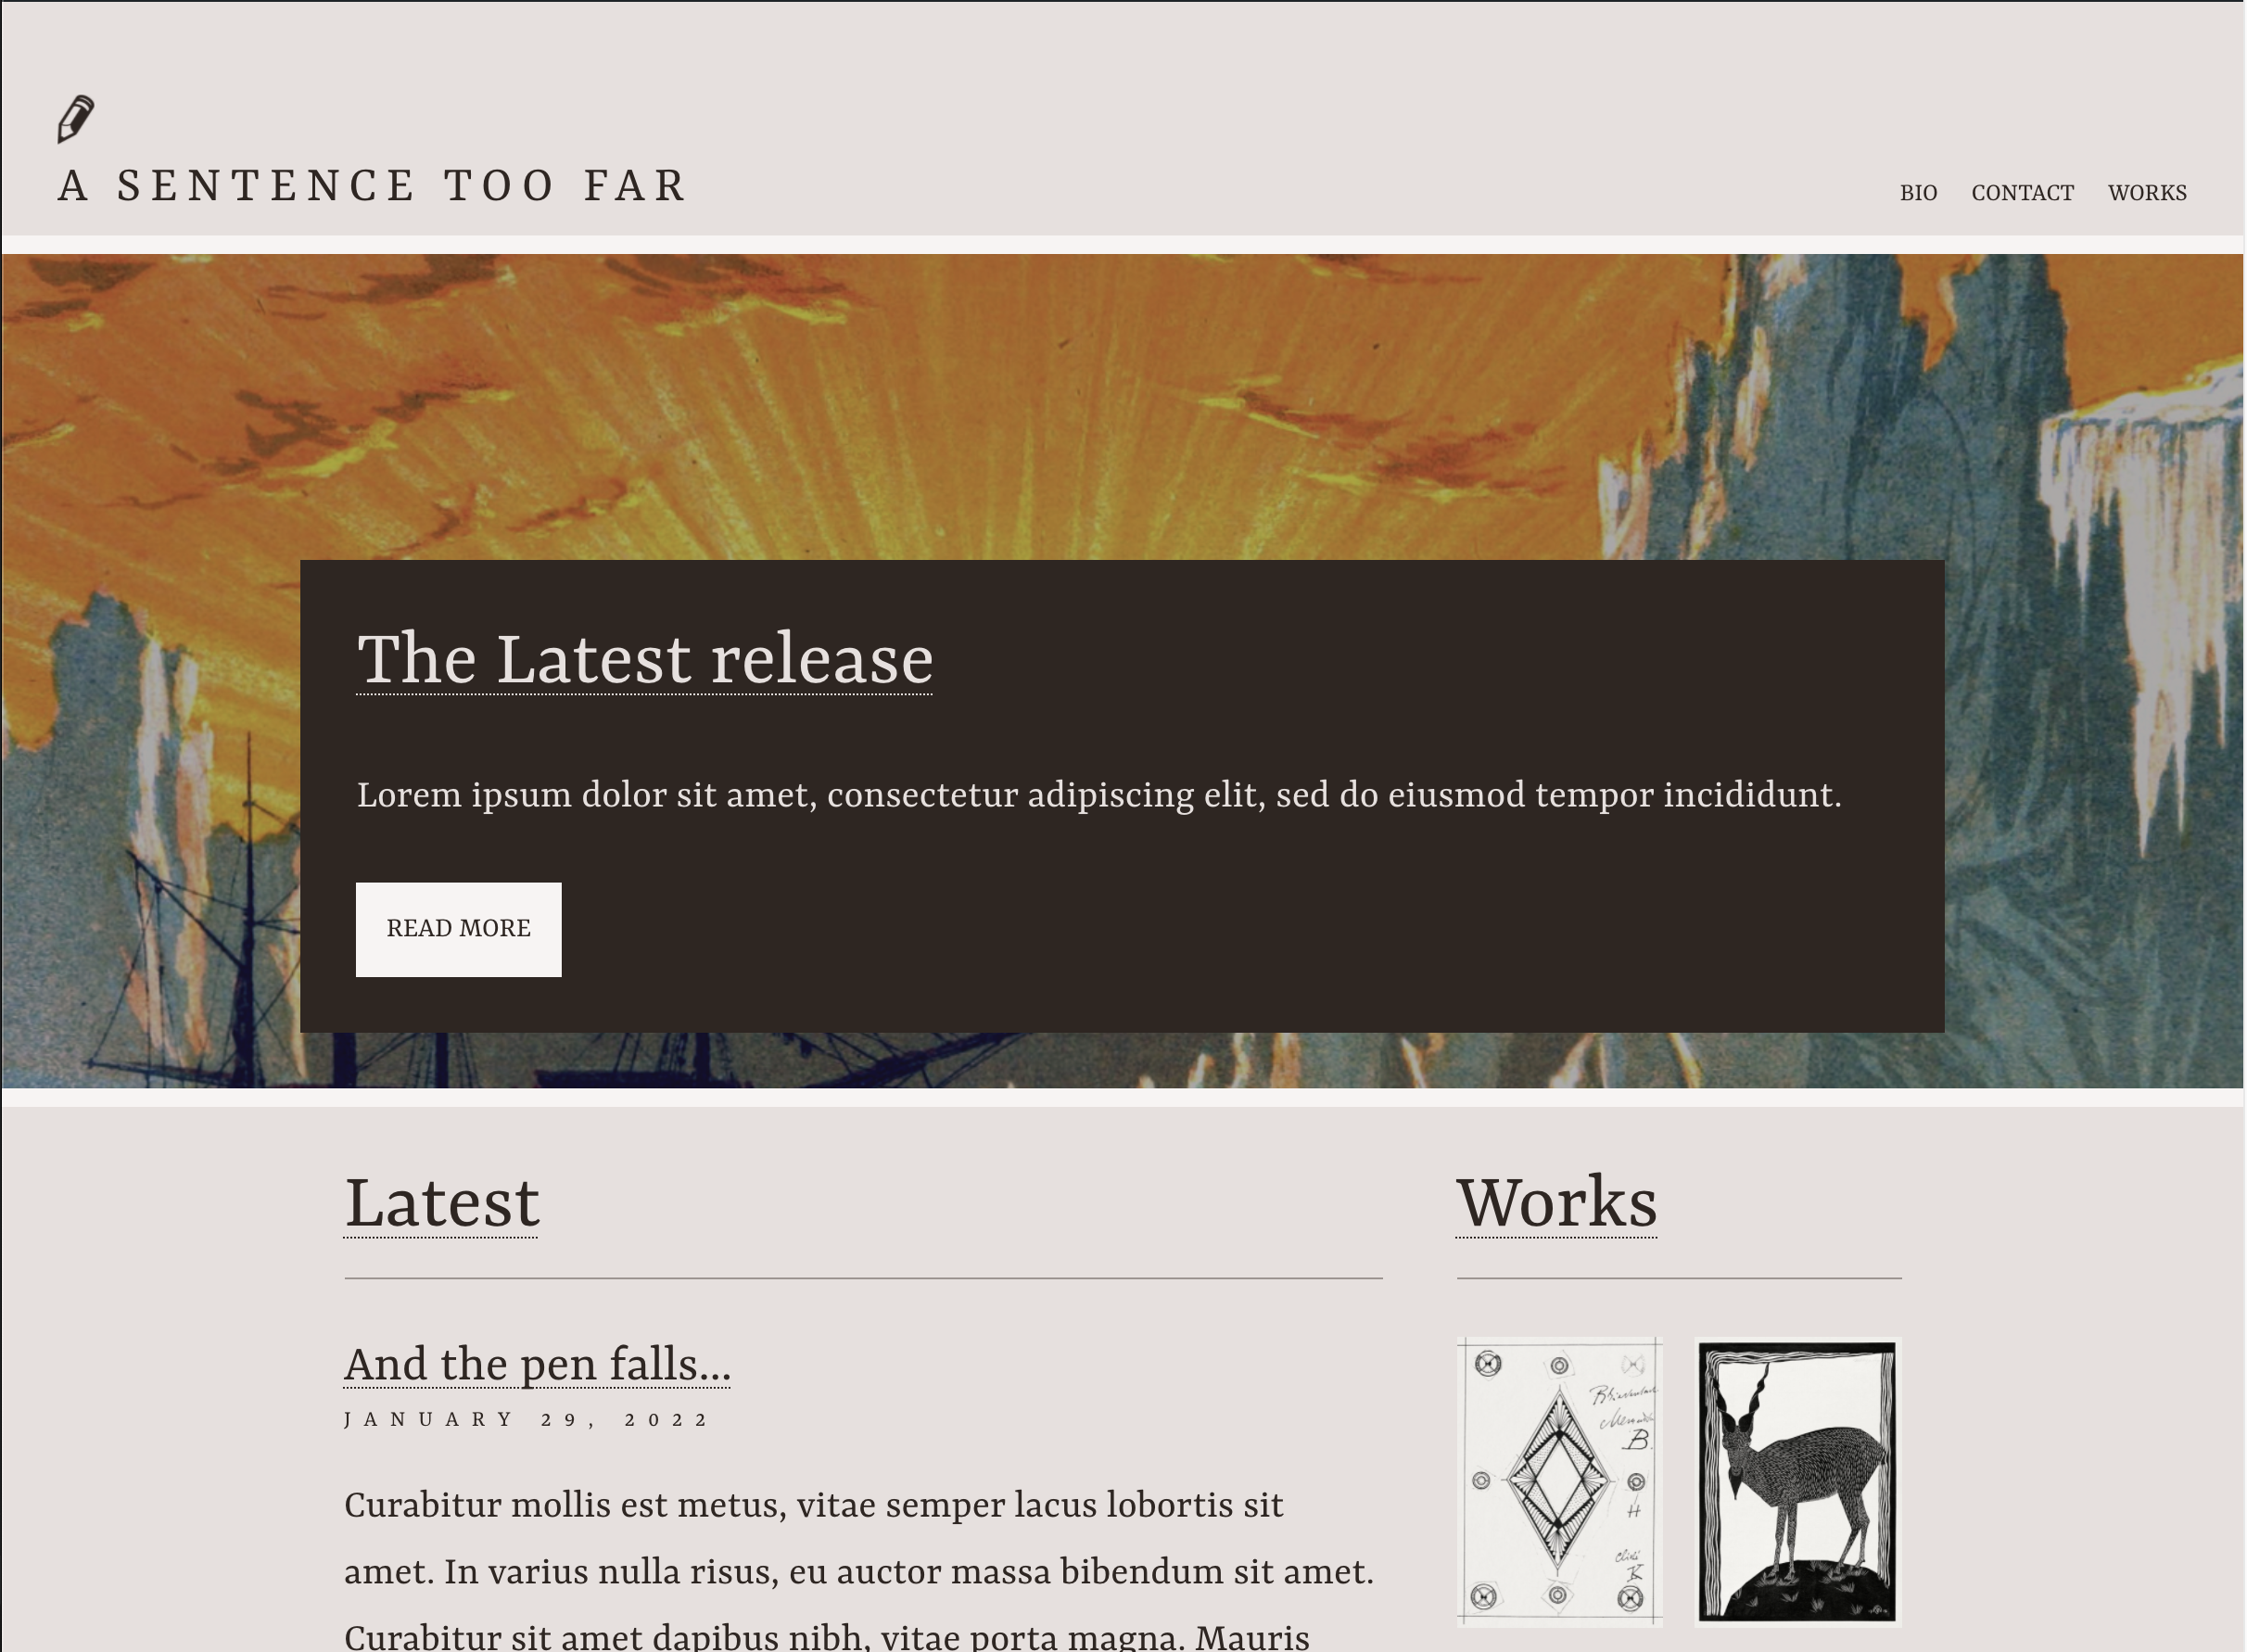 A SENTENCE TOO FAR
BIO CONTACT WORKS
The Latest release
Lorem ipsum dolor sit amet, consectetur adipiscing elit, sed do eiusmod tempor incididunt.
READ MORE
Latest
And the pen falls...
JANUARY 29, 2022
Curabitur mollis est metus, vitae semper lacus lobortis sit
amet. In varius nulla risus, eu auctor massa bibendum sit amet.
Curabitur sit amet dapibus nibh, vitae porta magna. Mauris
Works
B.
H
K